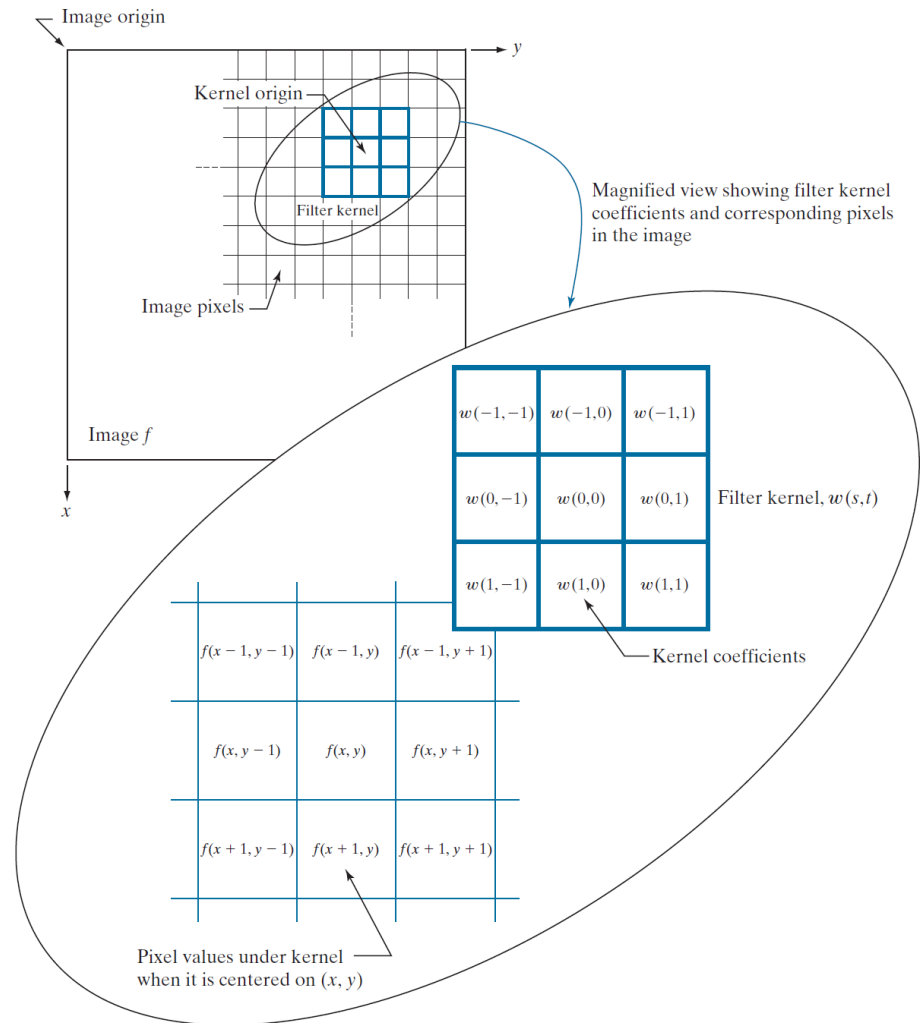 Image origin
y
Kernel origin
Filter kernel
Magnified view showing filter kernel
coefficients and corresponding pixels
in the image
Image pixels
Image f
x
w(−1,−1) w(−1,0) w(−1,1)
w(0,−1) w(0,0) w(0,1)
Filter kernel, w(s,t)
w(1,−1) w(1,0) w(1,1)
Kernel coefficients
f(x − 1, y − 1) f(x − 1, y) f(x − 1, y + 1)
f(x, y − 1) f(x, y) f(x, y + 1)
f(x + 1, y − 1) f(x + 1, y) f(x + 1, y + 1)
Pixel values under kernel
when it is centered on (x, y)